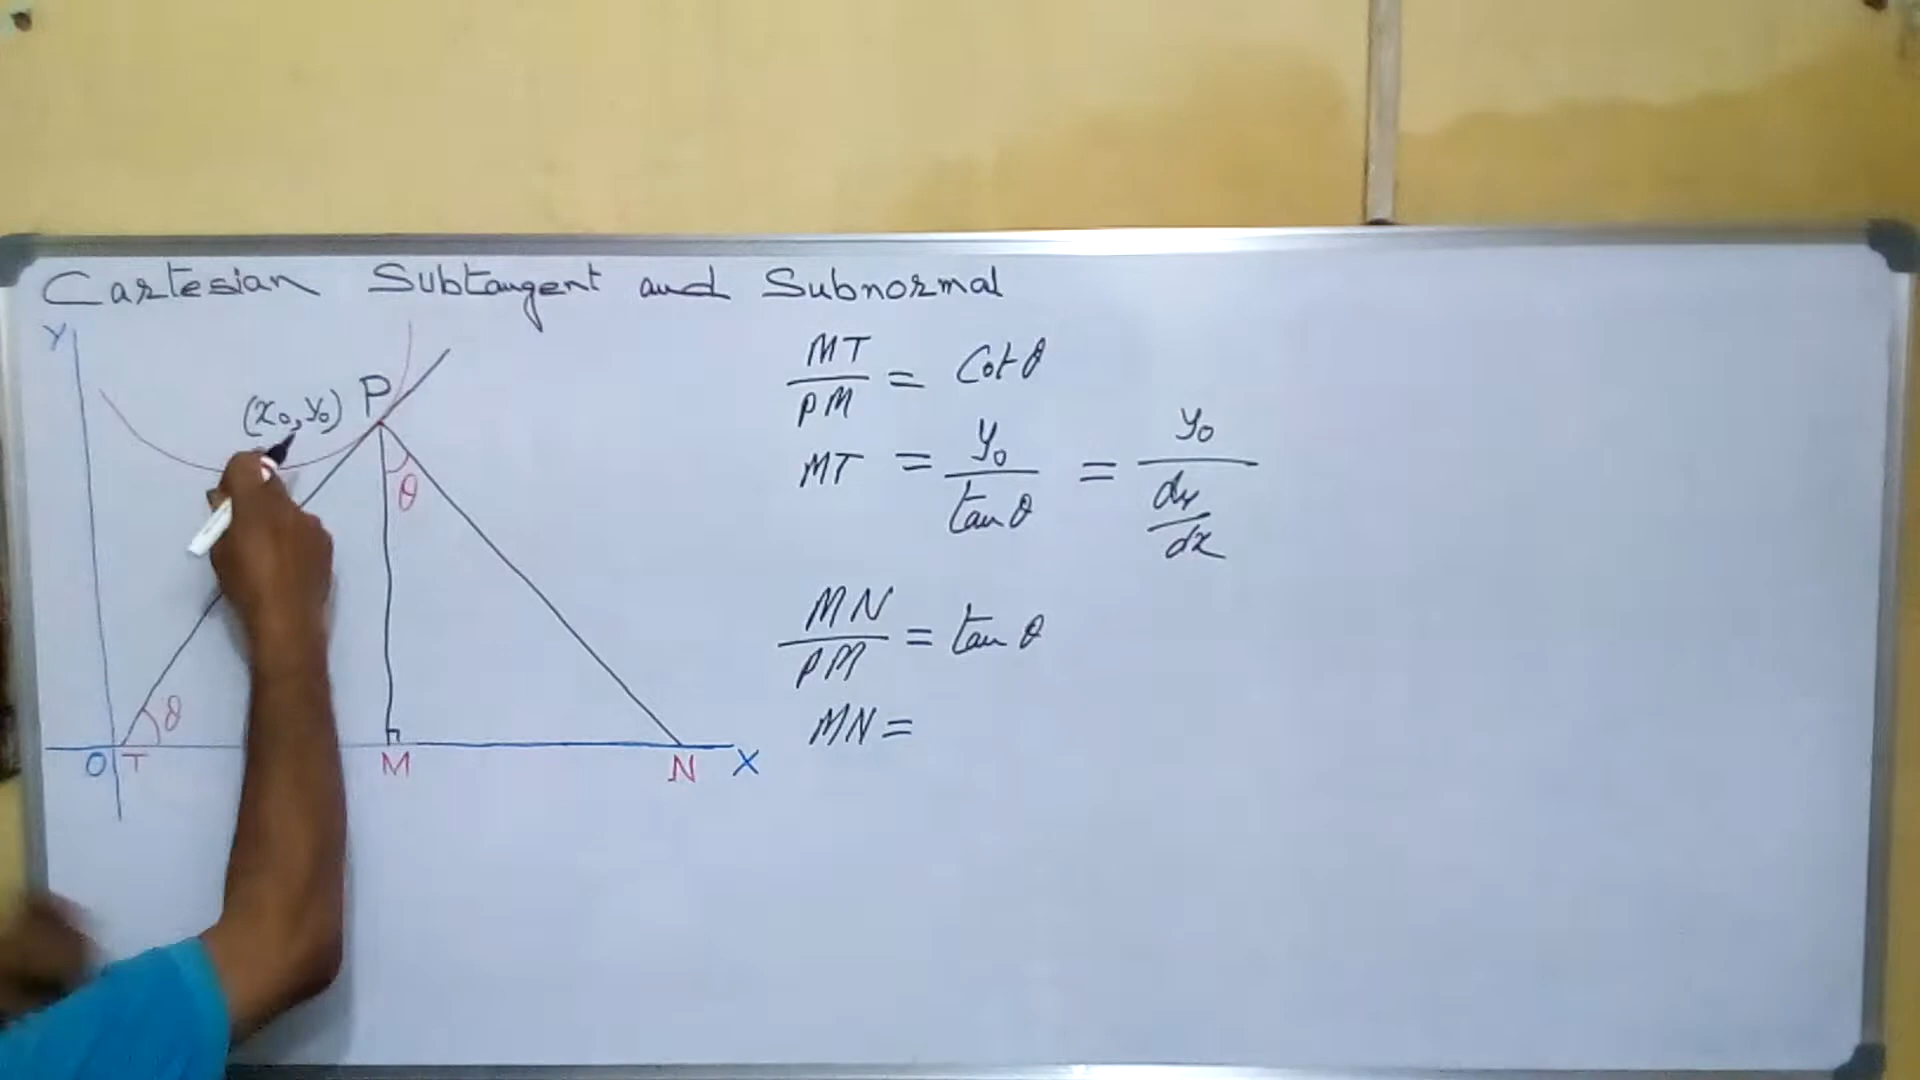 Cartesian Subtangent and Subnormal
Y
(x₀, y₀) P
θ
θ
O T M N X
MT/PM = Cot θ
MT = y₀/tan θ = y₀/(dy/dx)
MN/PM = tan θ
MN =